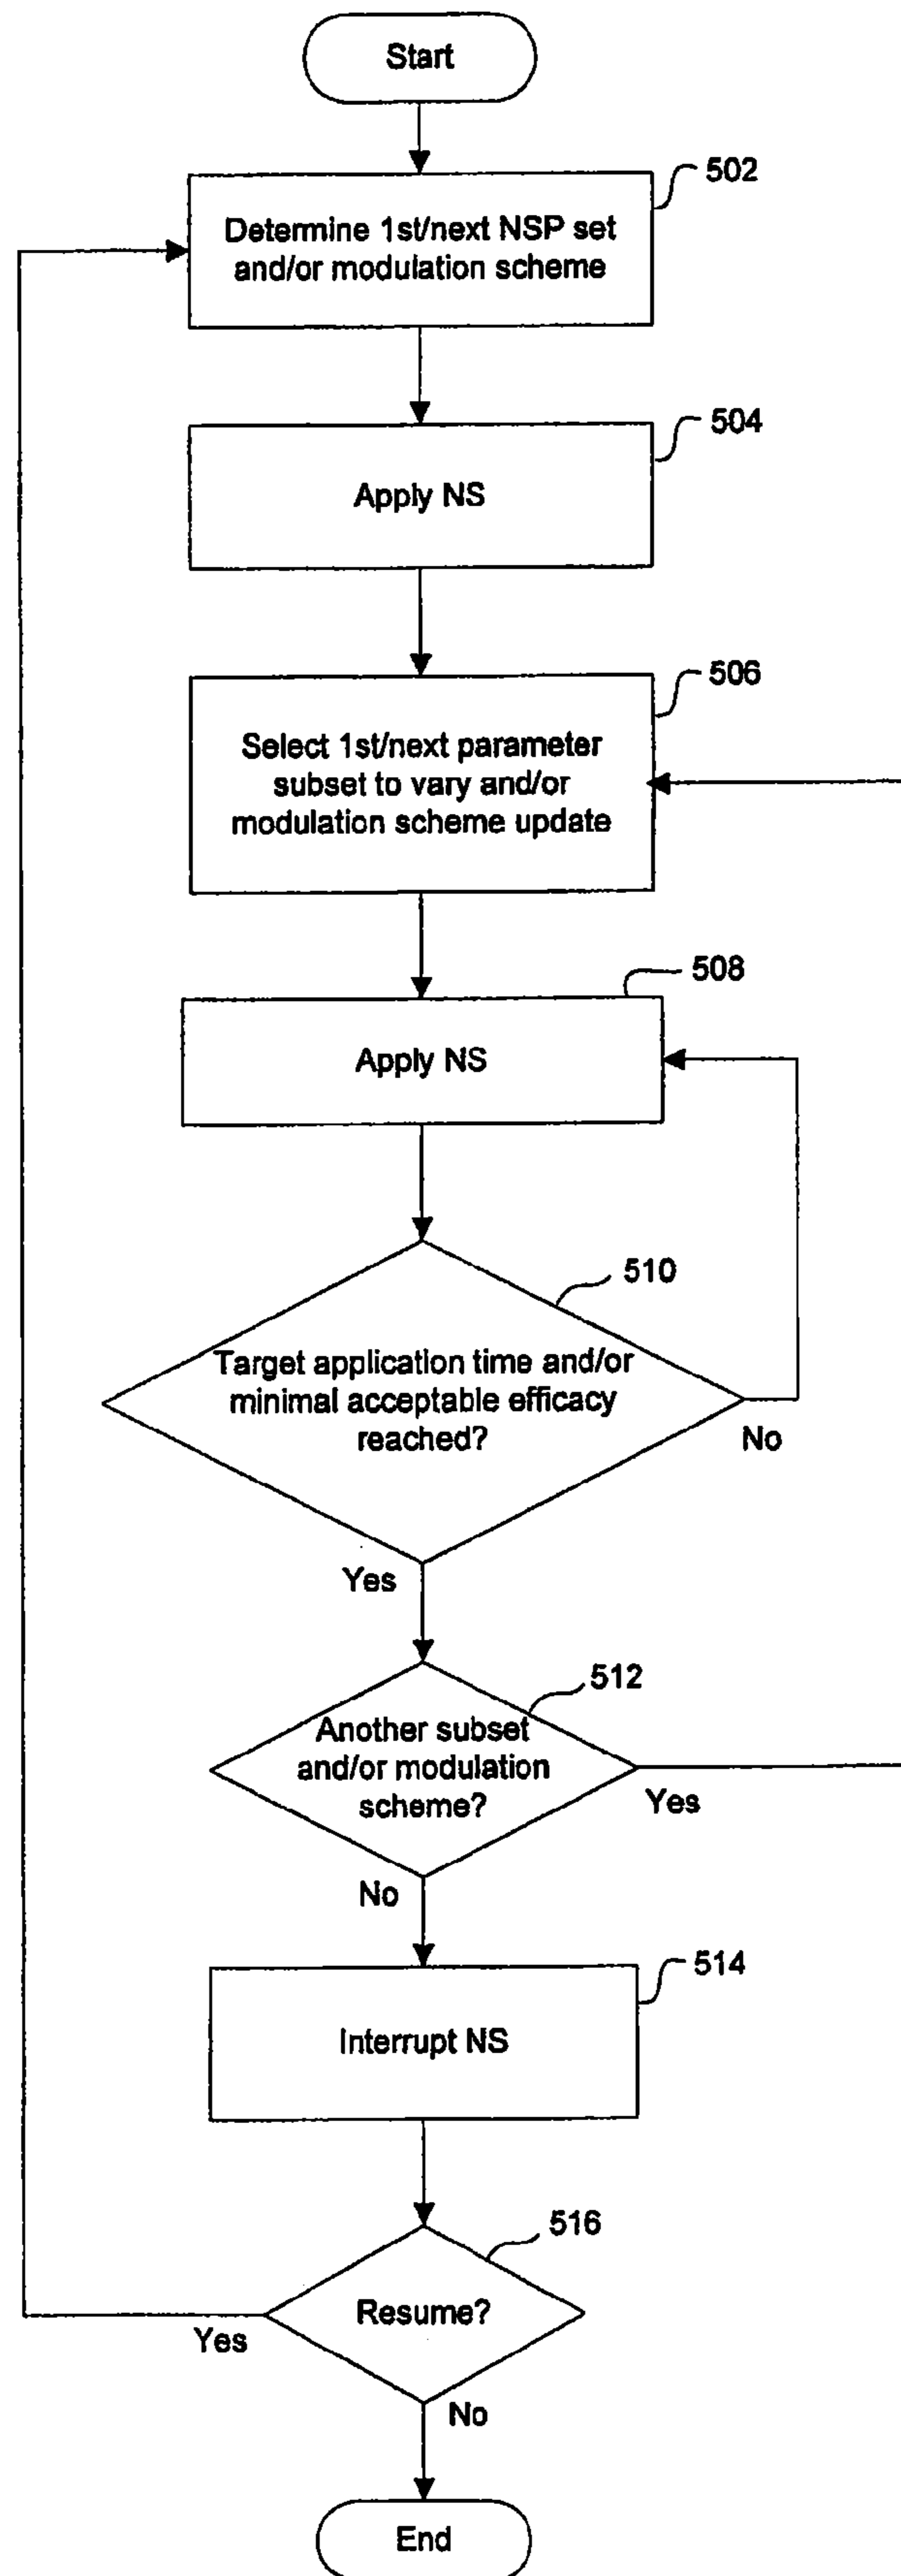 Start
502
Determine 1st/next NSP set
and/or modulation scheme
504
Apply NS
506
Select 1st/next parameter
subset to vary and/or
modulation scheme update
508
Apply NS
510
Target application time and/or
minimal acceptable efficacy
reached?
No
Yes
512
Another subset
and/or modulation
scheme?
Yes
No
514
Interrupt NS
516
Resume?
Yes
No
End